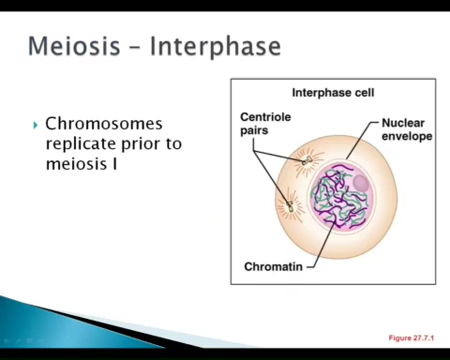 Meiosis – Interphase
Chromosomes
replicate prior to
meiosis I
Interphase cell
Centriole
pairs
Nuclear
envelope
Chromatin
Figure 27.7.1